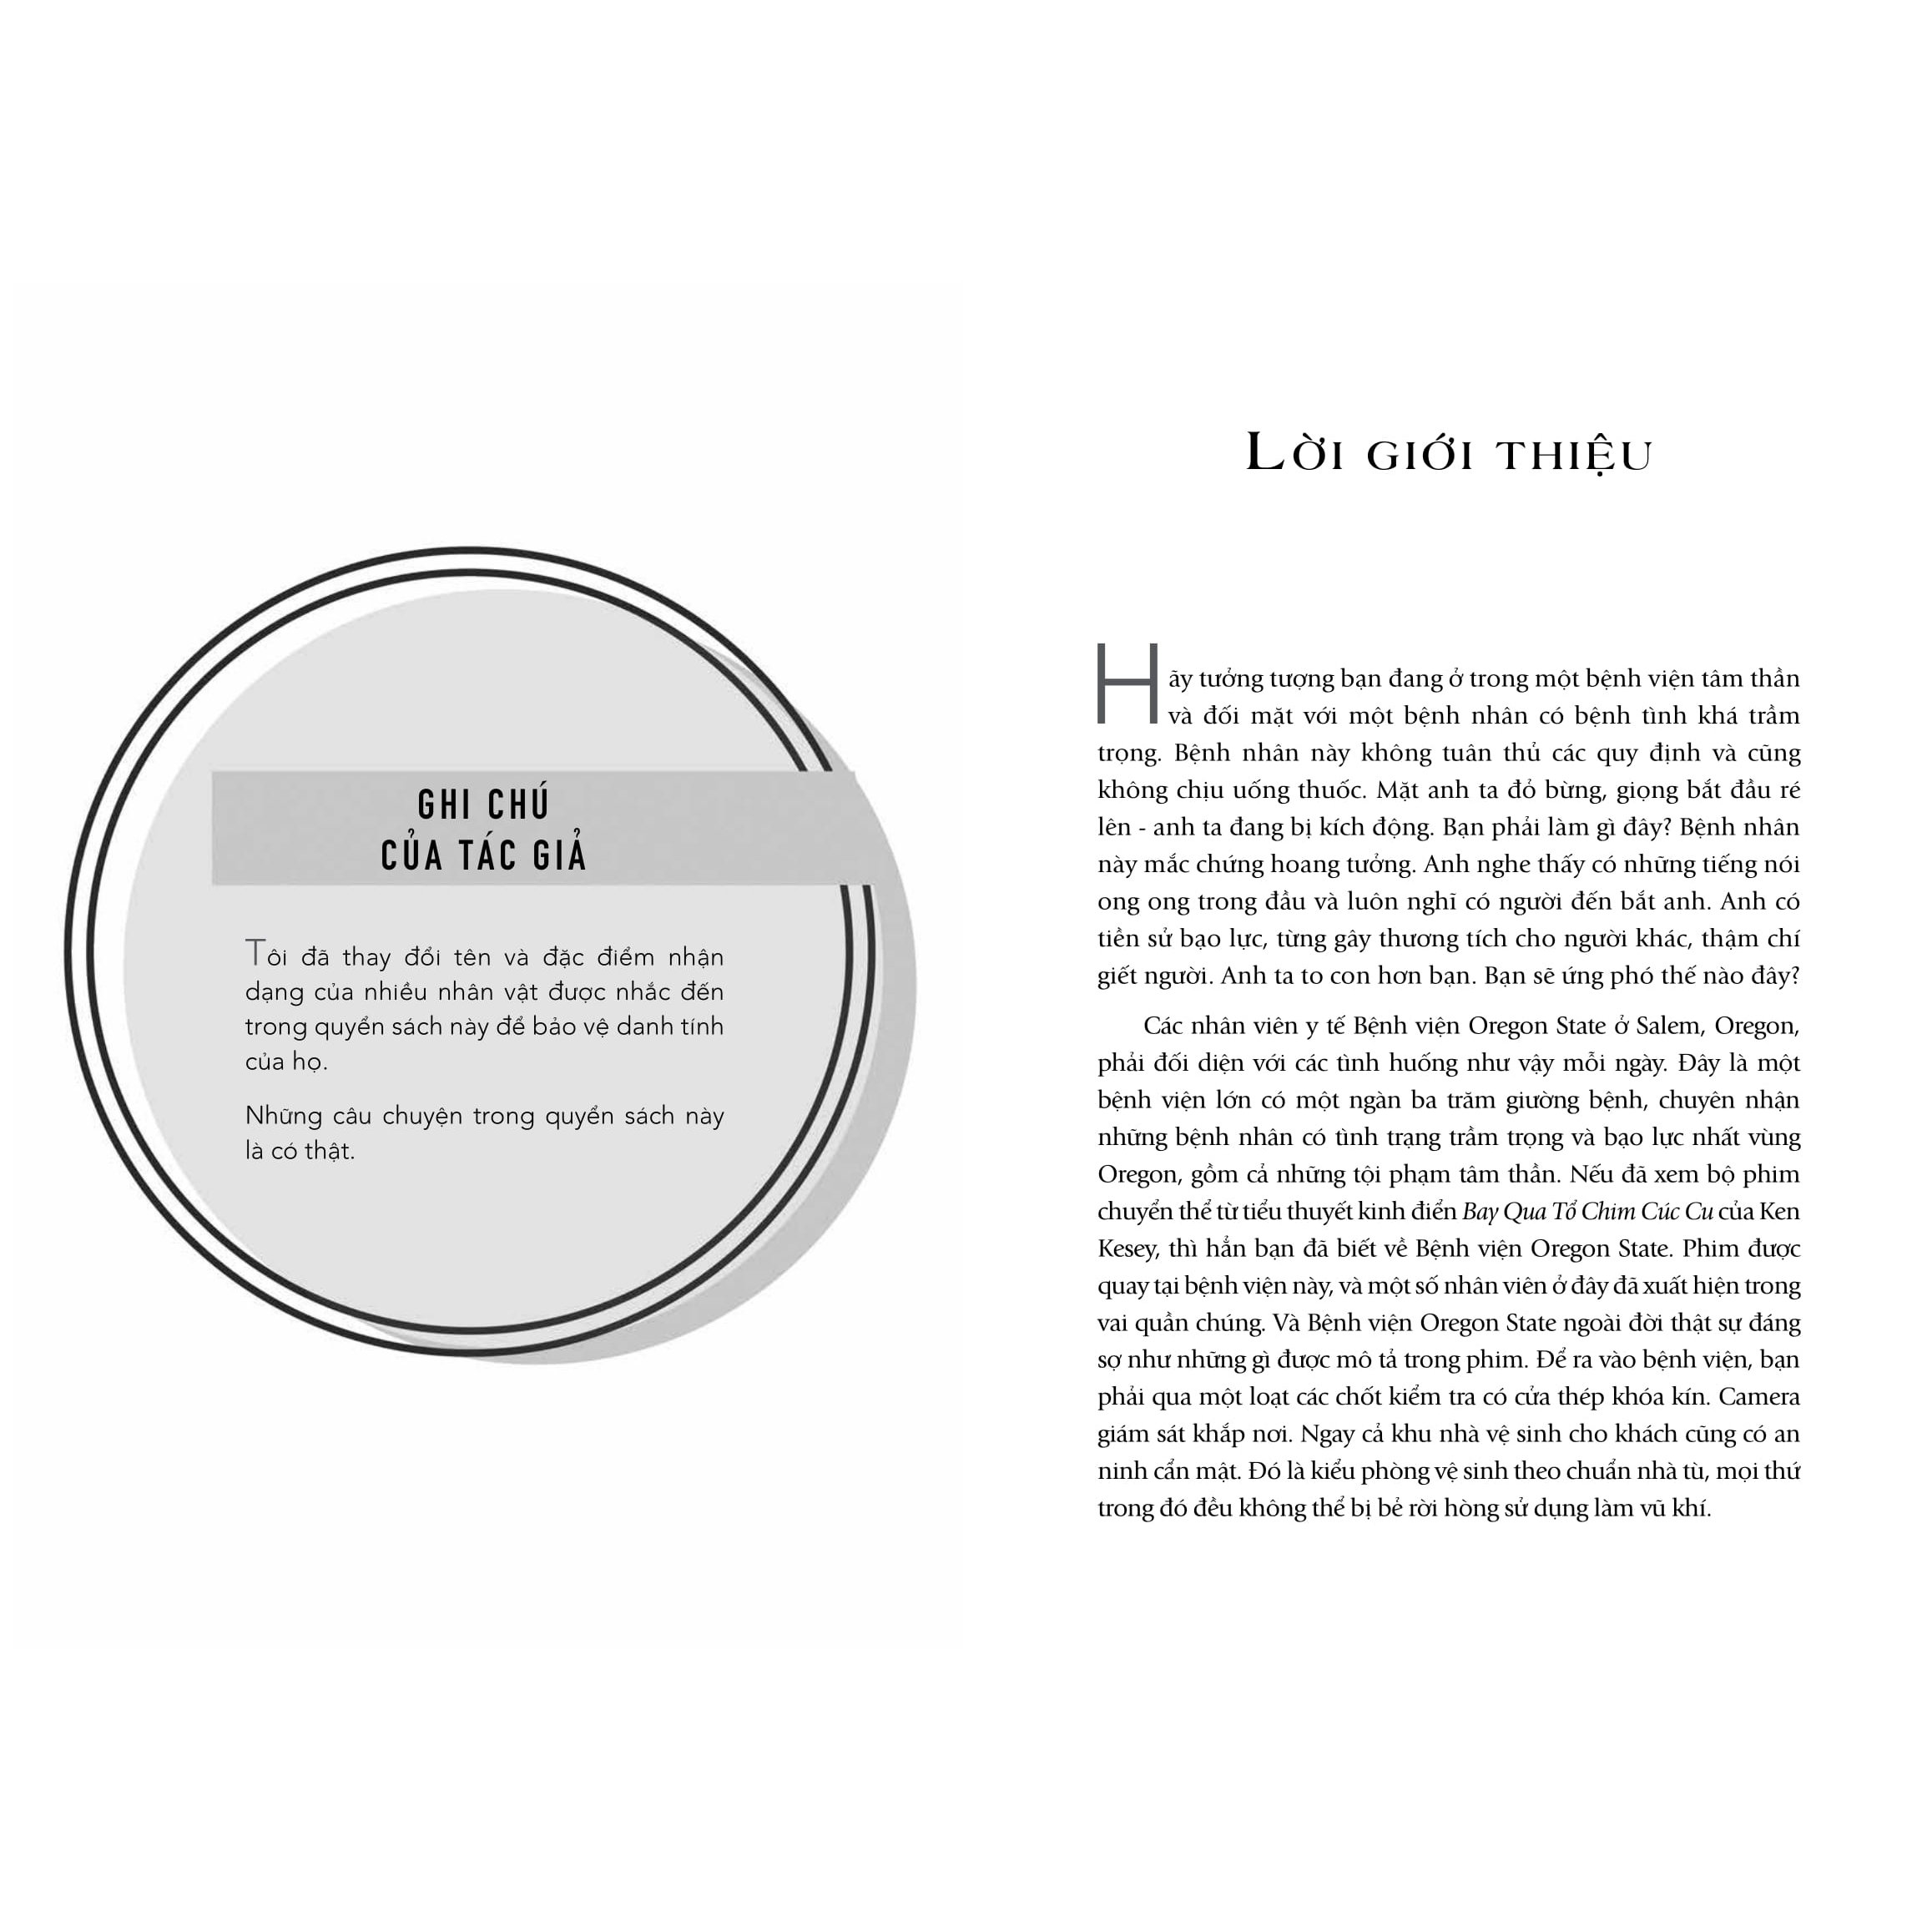 GHI CHÚ
CỦA TÁC GIẢ
Tôi đã thay đổi tên và đặc điểm nhận
dạng của nhiều nhân vật được nhắc đến
trong quyển sách này để bảo vệ danh tính
của họ.
Những câu chuyện trong quyển sách này
là có thật.
LỜI GIỚI THIỆU
Hãy tưởng tượng bạn đang ở trong một bệnh viện tâm thần
và đối mặt với một bệnh nhân có bệnh tình khá trầm
trọng. Bệnh nhân này không tuân thủ các quy định và cũng
không chịu uống thuốc. Mặt anh ta đỏ bừng, giọng bắt đầu ré
lên - anh ta đang bị kích động. Bạn phải làm gì đây? Bệnh nhân
này mắc chứng hoang tưởng. Anh nghe thấy có những tiếng nói
ong ong trong đầu và luôn nghĩ có người đến bắt anh. Anh có
tiền sử bạo lực, từng gây thương tích cho người khác, thậm chí
giết người. Anh ta to con hơn bạn. Bạn sẽ ứng phó thế nào đây?
Các nhân viên y tế Bệnh viện Oregon State ở Salem, Oregon,
phải đối diện với các tình huống như vậy mỗi ngày. Đây là một
bệnh viện lớn có một ngàn ba trăm giường bệnh, chuyên nhận
những bệnh nhân có tình trạng trầm trọng và bạo lực nhất vùng
Oregon, gồm cả những tội phạm tâm thần. Nếu đã xem bộ phim
chuyển thể từ tiểu thuyết kinh điển Bay Qua Tổ Chim Cúc Cu của Ken
Kesey, thì hẳn bạn đã biết về Bệnh viện Oregon State. Phim được
quay tại bệnh viện này, và một số nhân viên ở đây đã xuất hiện trong
vai quần chúng. Và Bệnh viện Oregon State ngoài đời thật sự đáng
sợ như những gì được mô tả trong phim. Để ra vào bệnh viện, bạn
phải qua một loạt các chốt kiểm tra có cửa thép khóa kín. Camera
giám sát khắp nơi. Ngay cả khu nhà vệ sinh cho khách cũng có an
ninh cẩn mật. Đó là kiểu phòng vệ sinh theo chuẩn nhà tù, mọi thứ
trong đó đều không thể bị bẻ rời hòng sử dụng làm vũ khí.